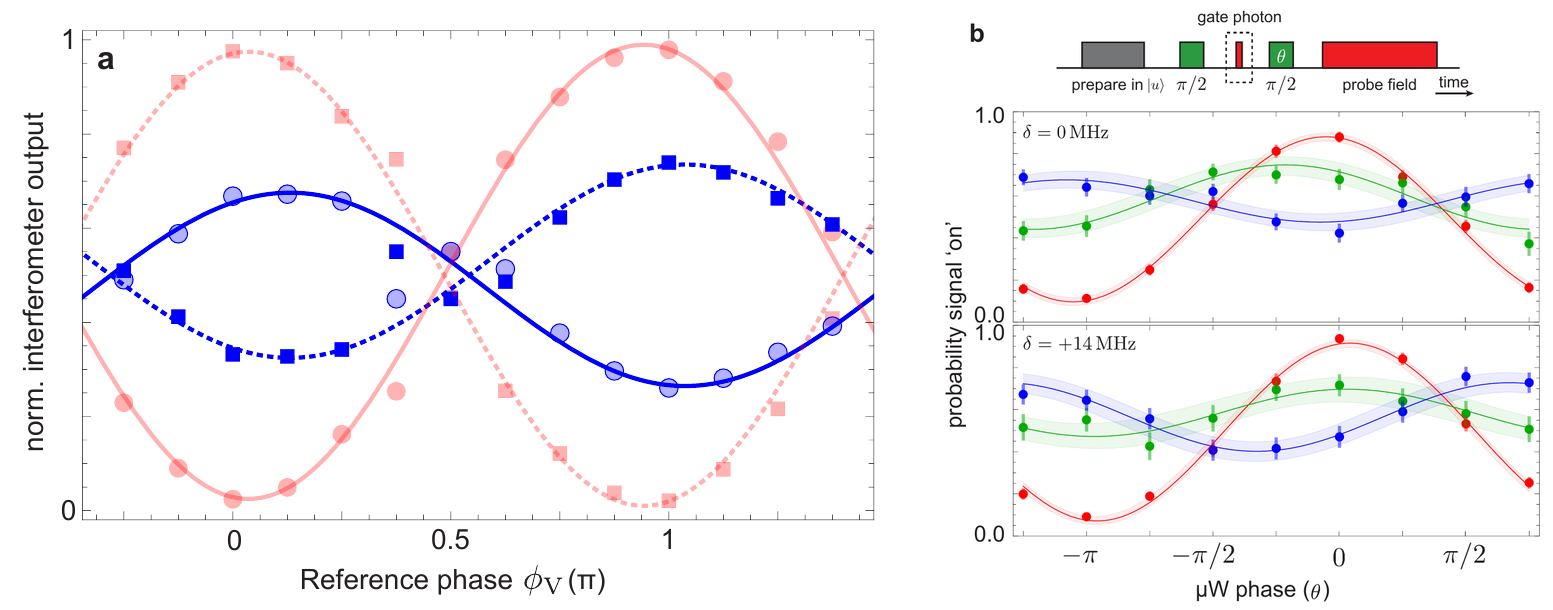 a
1
0
norm. interferometer output
0
0.5
1
Reference phase ϕV (π)
b
gate photon
θ
prepare in |u⟩
π/2
π/2
probe field
time
1.0
δ = 0 MHz
0.0
1.0
δ = +14 MHz
0.0
probability signal ‘on’
−π
−π/2
0
π/2
µW phase (θ)